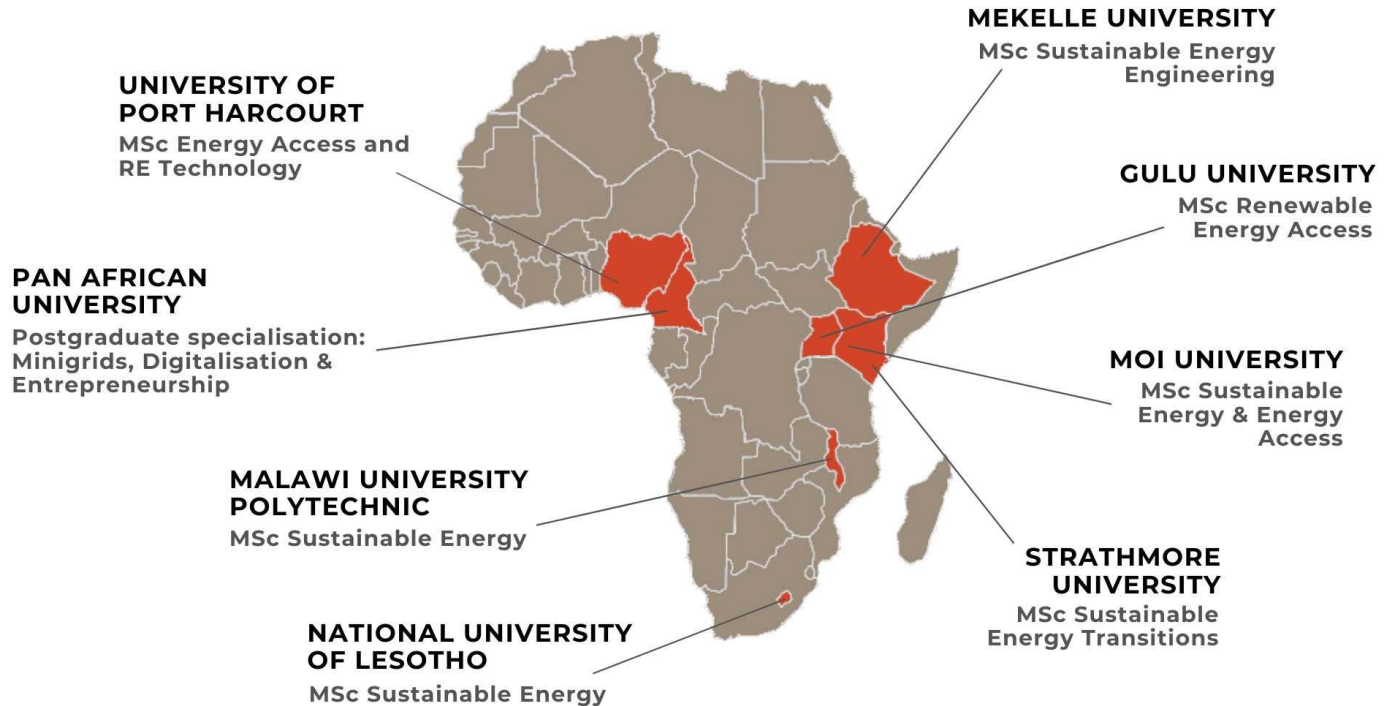 MEKELLE UNIVERSITY
MSc Sustainable Energy
Engineering
UNIVERSITY OF
PORT HARCOURT
MSc Energy Access and
RE Technology
GULU UNIVERSITY
MSc Renewable
Energy Access
PAN AFRICAN
UNIVERSITY
Postgraduate specialisation:
Minigrids, Digitalisation &
Entrepreneurship
MOI UNIVERSITY
MSc Sustainable
Energy & Energy
Access
MALAWI UNIVERSITY
POLYTECHNIC
MSc Sustainable Energy
STRATHMORE
UNIVERSITY
MSc Sustainable
Energy Transitions
NATIONAL UNIVERSITY
OF LESOTHO
MSc Sustainable Energy